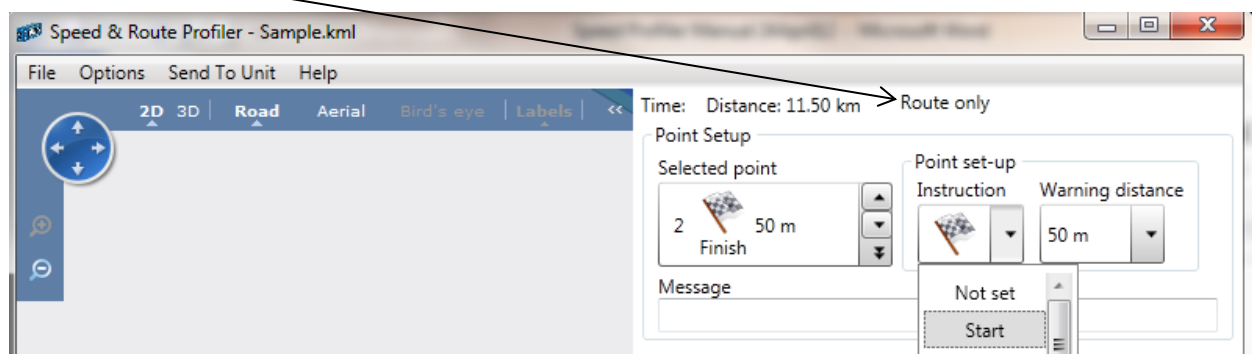 Speed & Route Profiler - Sample.kml
File Options Send To Unit Help
2D 3D Road Aerial Bird's eye Labels <<
Time: Distance: 11.50 km Route only
Point Setup
Selected point
2 50 m
Finish
Point set-up
Instruction Warning distance
50 m
Not set
Start
Message